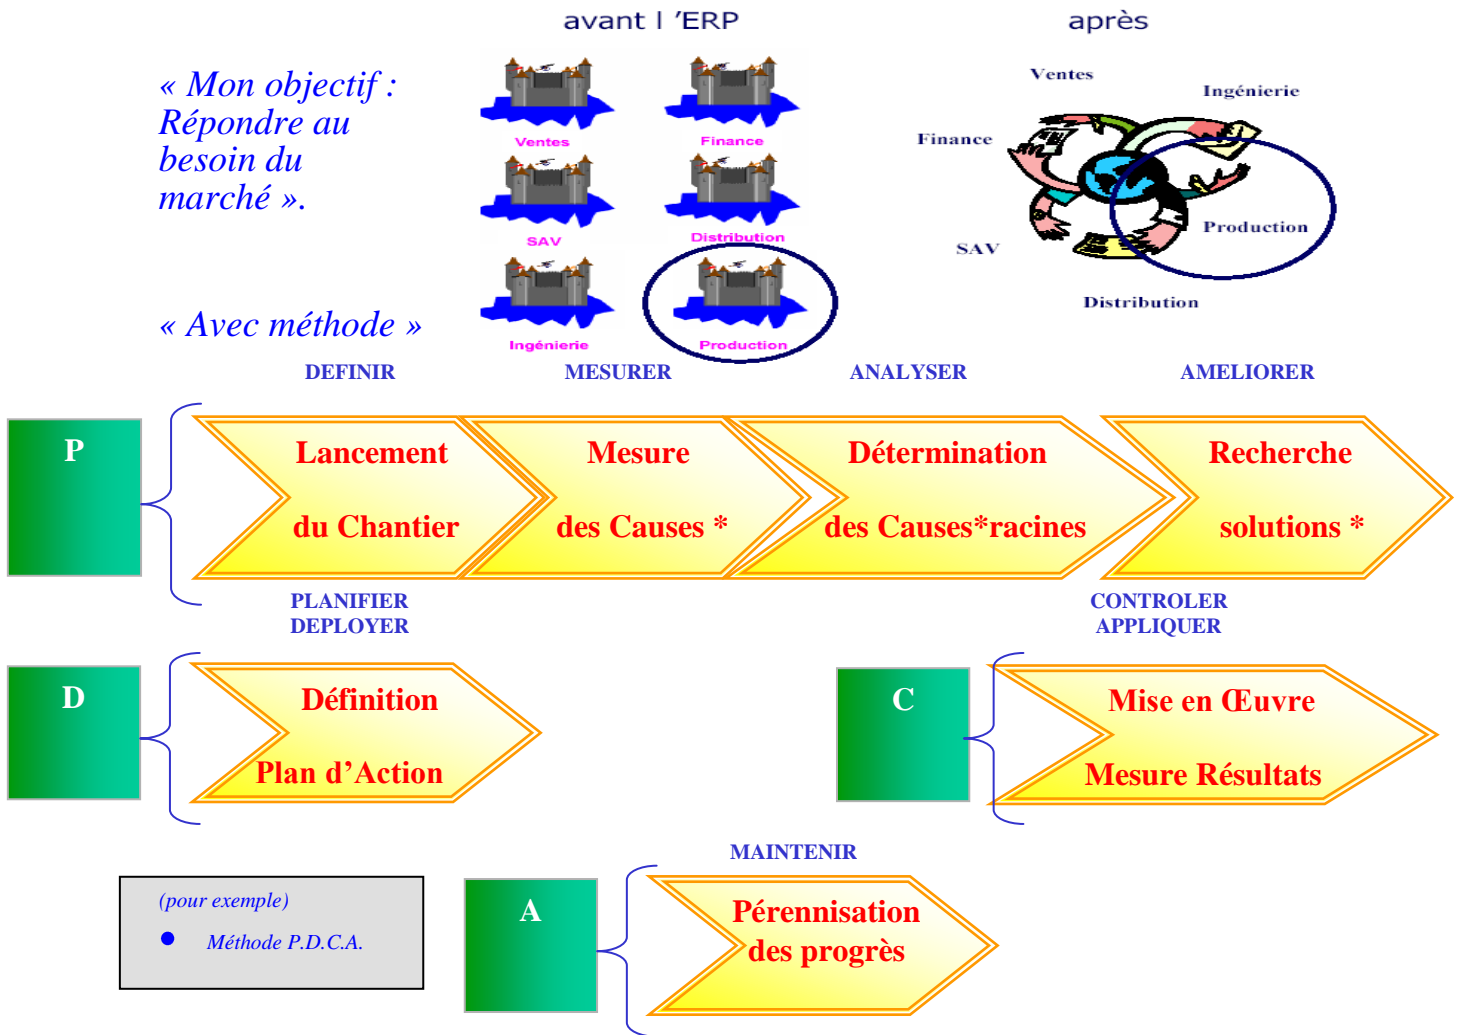 avant l ’ERP
après
« Mon objectif :
Répondre au
besoin du
marché ».
« Avec méthode »
Ventes
Finance
SAV
Distribution
Ingénierie
Production
Ventes
Ingénierie
Finance
Production
SAV
Distribution
DEFINIR
MESURER
ANALYSER
AMELIORER
P
Lancement
du Chantier
Mesure
des Causes *
Détermination
des Causes*racines
Recherche
solutions *
PLANIFIER
DEPLOYER
CONTROLER
APPLIQUER
D
Définition
Plan d’Action
C
Mise en Œuvre
Mesure Résultats
MAINTENIR
A
Pérennisation
des progrès
(pour exemple)
● Méthode P.D.C.A.